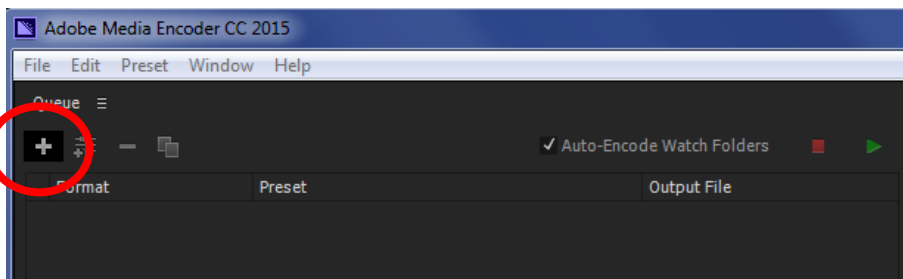 Adobe Media Encoder CC 2015
File Edit Preset Window Help
Queue
Auto-Encode Watch Folders
Format Preset Output File